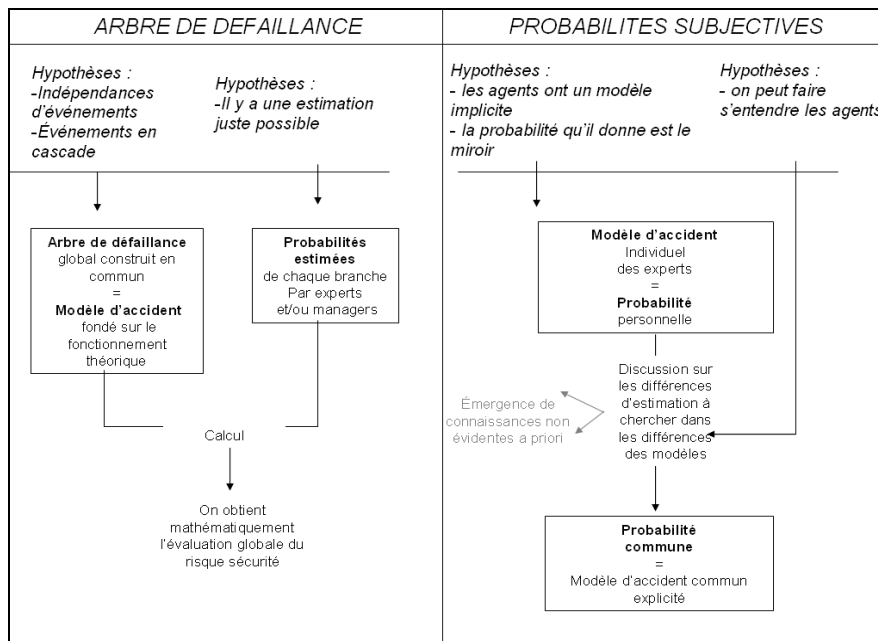 ARBRE DE DEFAILLANCE
Hypothèses :
-Indépendances
d'événements
-Événements en
cascade
Hypothèses :
-Il y a une estimation
juste possible
Arbre de défaillance
global construit en
commun
=
Modèle d'accident
fondé sur le
fonctionnement
théorique
Probabilités
estimées
de chaque branche
Par experts
et/ou managers
Calcul
On obtient
mathématiquement
l'évaluation globale du
risque sécurité
PROBABILITES SUBJECTIVES
Hypothèses :
- les agents ont un modèle
implicite
- la probabilité qu'il donne est le
miroir
Hypothèses :
- on peut faire
s'entendre les agents
Modèle d'accident
Individuel
des experts
=
Probabilité
personnelle
Discussion sur
les différences
d'estimation à
chercher dans
les différences
des modèles
Émergence de
connaissances non
évidentes a priori
Probabilité
commune
=
Modèle d'accident commun
explicité